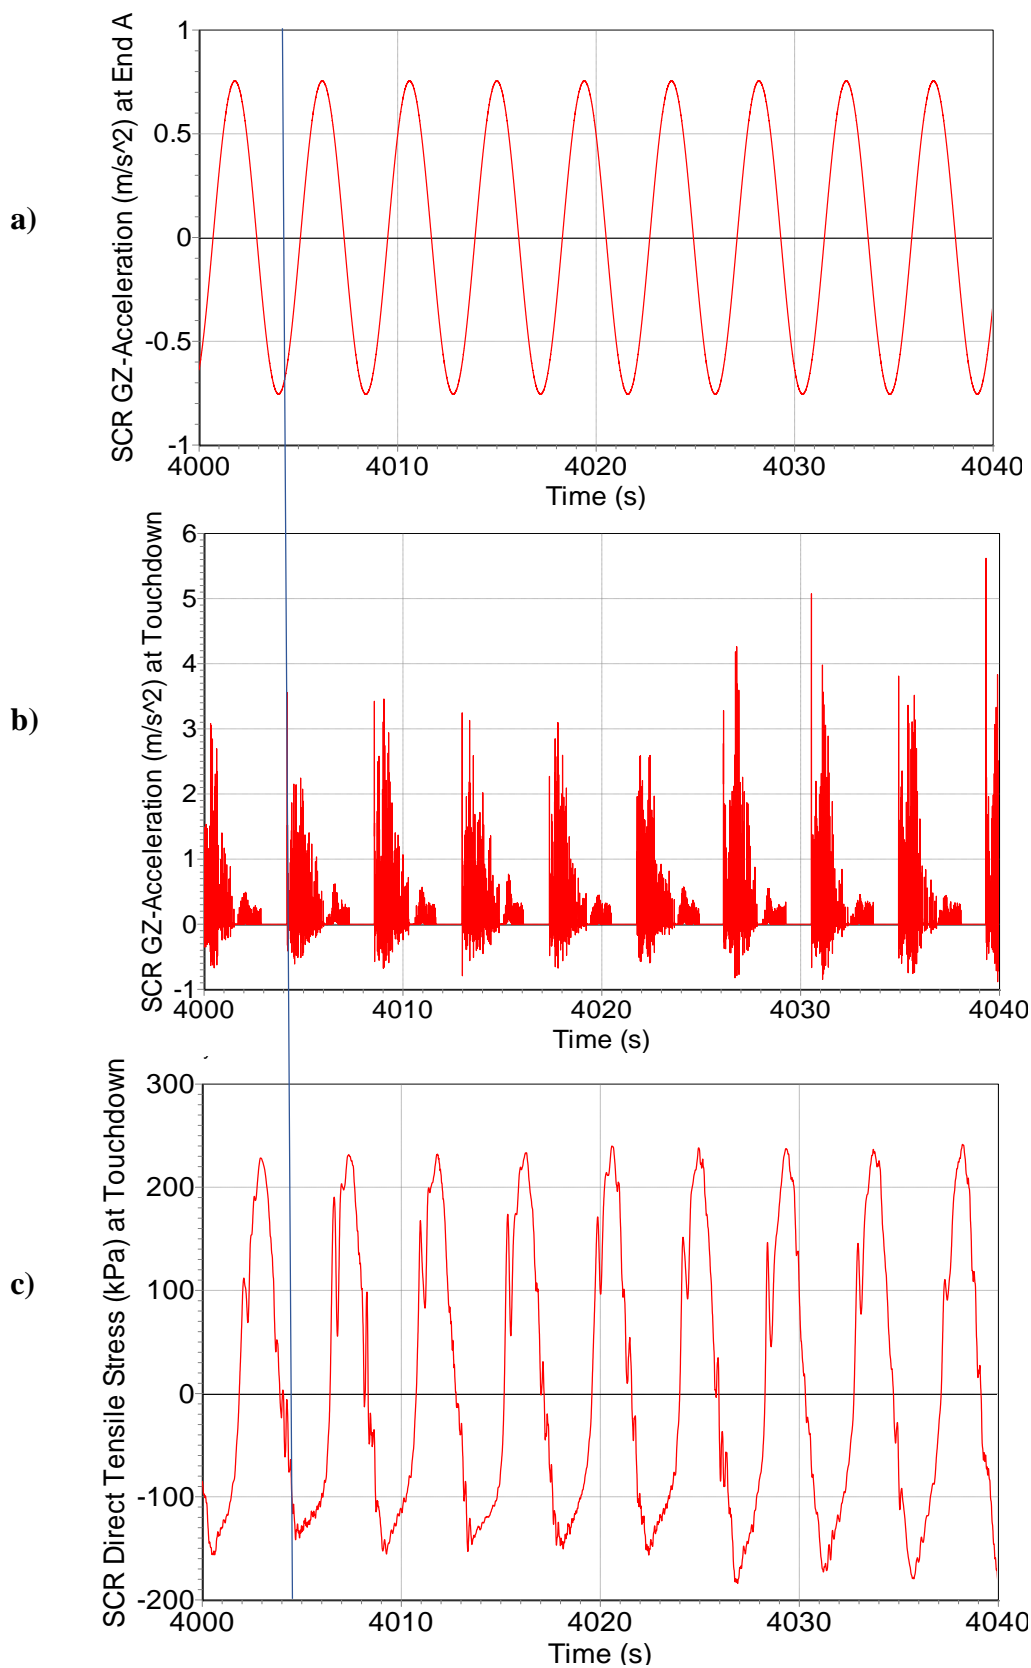 a)
SCR GZ-Acceleration (m/s^2) at End A
1
0.5
0
-0.5
-1
4000 4010 4020 4030 4040
Time (s)
b)
SCR GZ-Acceleration (m/s^2) at Touchdown
6
5
4
3
2
1
0
-1
4000 4010 4020 4030 4040
Time (s)
c)
SCR Direct Tensile Stress (kPa) at Touchdown
300
200
100
0
-100
-200
4000 4010 4020 4030 4040
Time (s)